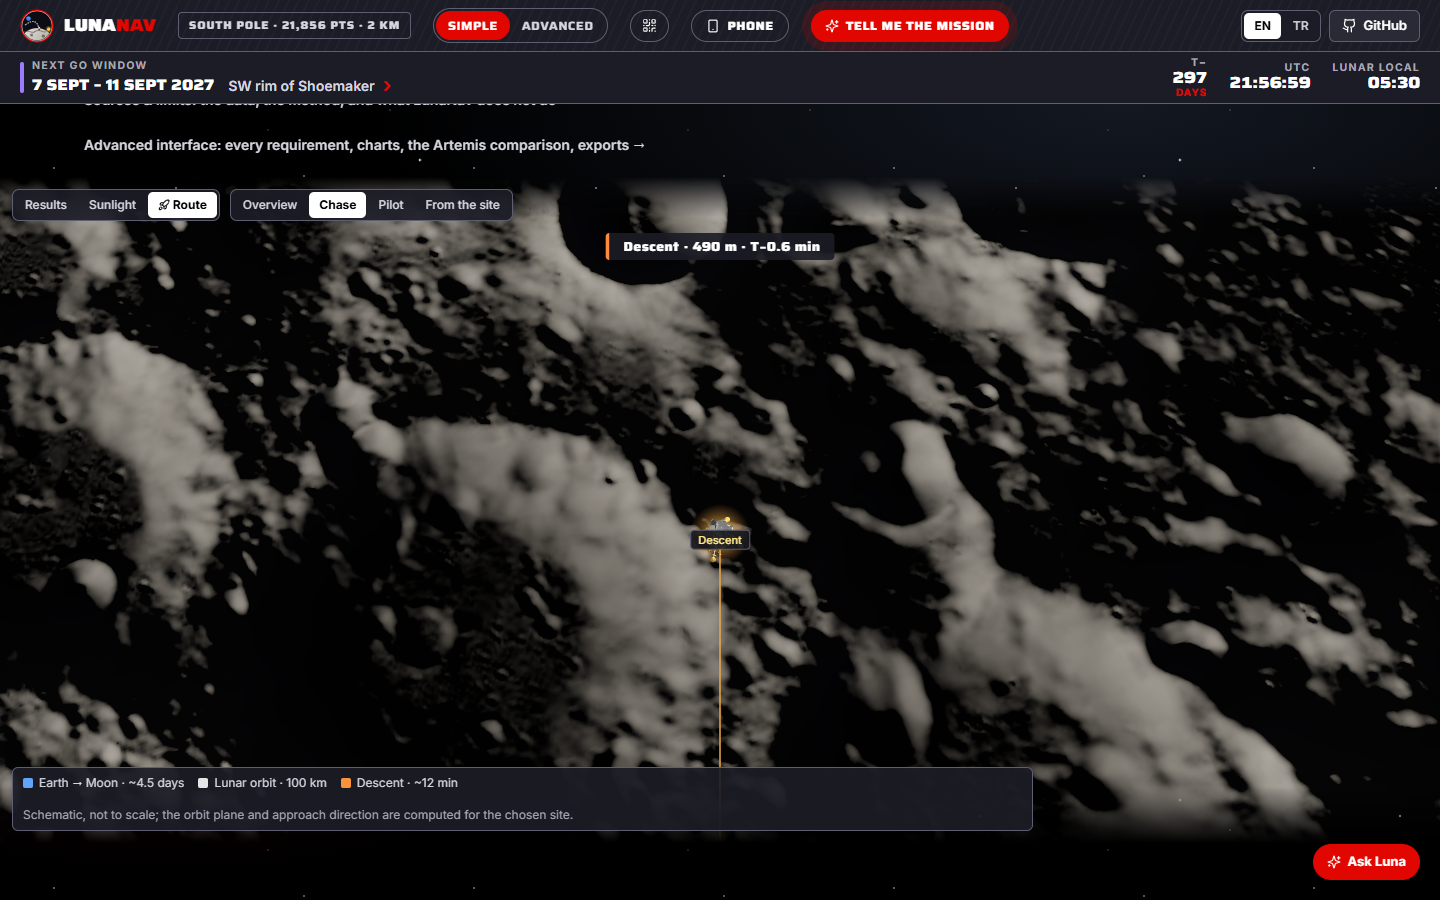 LUNANAV
SOUTH POLE · 21,856 PTS · 2 KM
SIMPLE
ADVANCED
PHONE
TELL ME THE MISSION
EN
TR
GitHub
NEXT GO WINDOW
7 SEPT – 11 SEPT 2027
SW rim of Shoemaker
T−
297
DAYS
UTC
21:56:59
LUNAR LOCAL
05:30
Advanced interface: every requirement, charts, the Artemis comparison, exports →
Results
Sunlight
Route
Overview
Chase
Pilot
From the site
Descent · 490 m · T−0.6 min
Descent
Earth → Moon · ~4.5 days
Lunar orbit · 100 km
Descent · ~12 min
Schematic, not to scale; the orbit plane and approach direction are computed for the chosen site.
Ask Luna